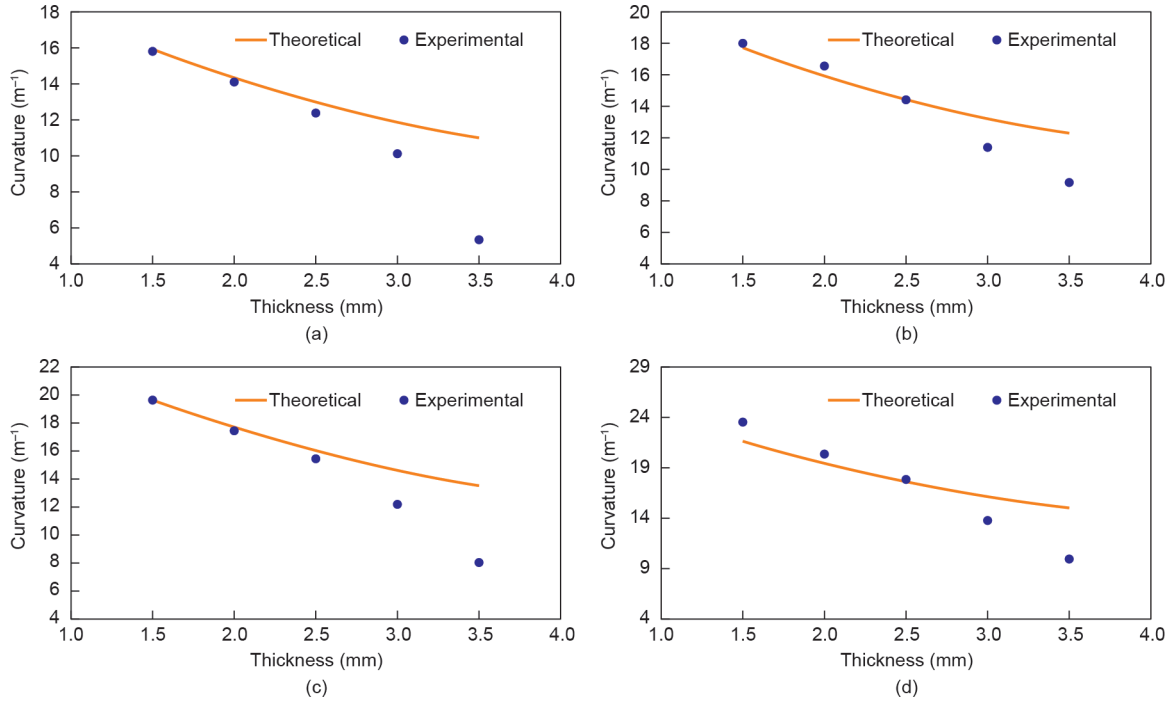 18
16
14
12
10
8
6
4
Curvature (m⁻¹)
Theoretical Experimental
1.0 1.5 2.0 2.5 3.0 3.5 4.0
Thickness (mm)
(a)
20
18
16
14
12
10
8
6
4
Curvature (m⁻¹)
Theoretical Experimental
1.0 1.5 2.0 2.5 3.0 3.5 4.0
Thickness (mm)
(b)
22
20
18
16
14
12
10
8
6
4
Curvature (m⁻¹)
Theoretical Experimental
1.0 1.5 2.0 2.5 3.0 3.5 4.0
Thickness (mm)
(c)
29
24
19
14
9
4
Curvature (m⁻¹)
Theoretical Experimental
1.0 1.5 2.0 2.5 3.0 3.5 4.0
Thickness (mm)
(d)